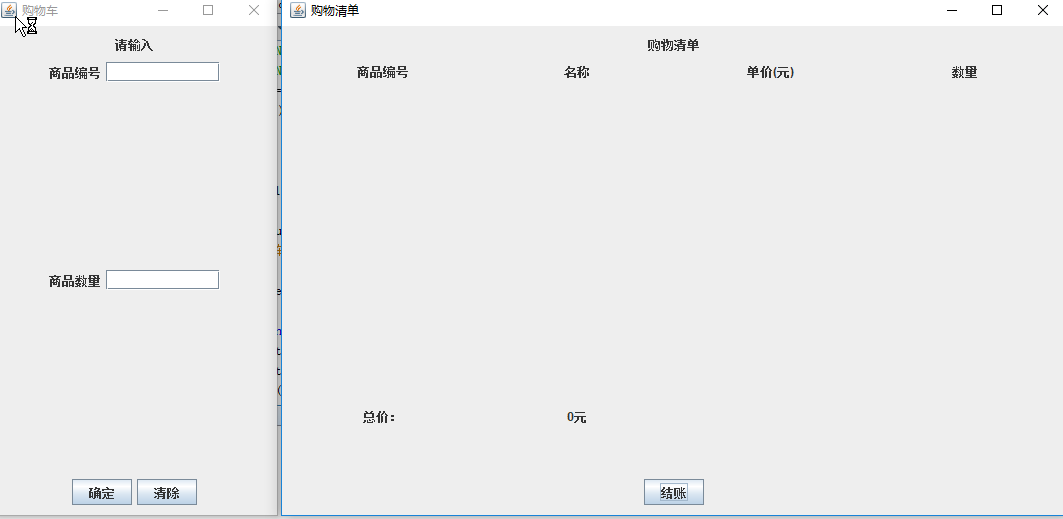 购物车
请输入
商品编号
商品数量
确定 清除
购物清单
购物清单
商品编号 名称 单价(元) 数量
总价: 0元
结账